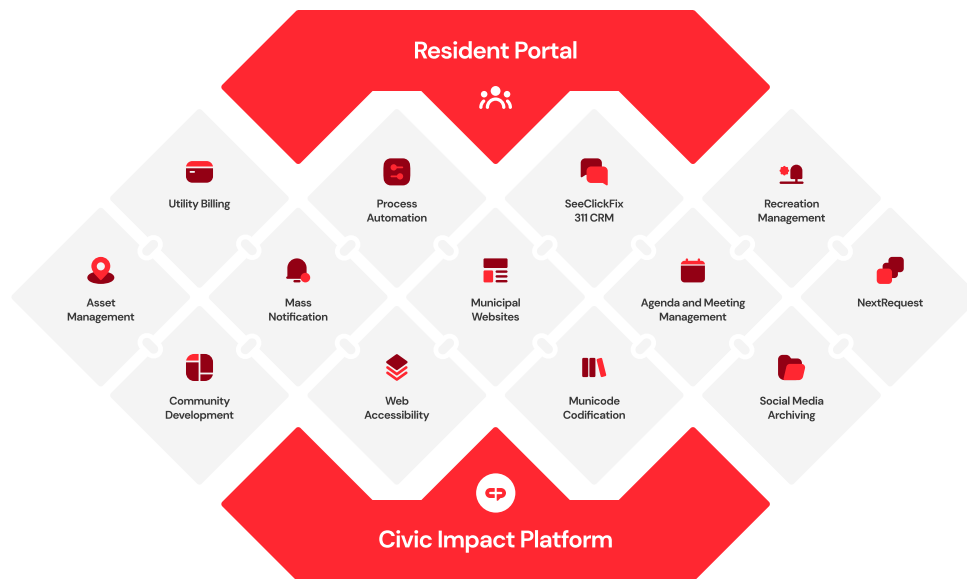 Resident Portal
Utility Billing
Process
Automation
SeeClickFix
311 CRM
Recreation
Management
Asset
Management
Mass
Notification
Municipal
Websites
Agenda and Meeting
Management
NextRequest
Community
Development
Web
Accessibility
Municode
Codification
Social Media
Archiving
Civic Impact Platform